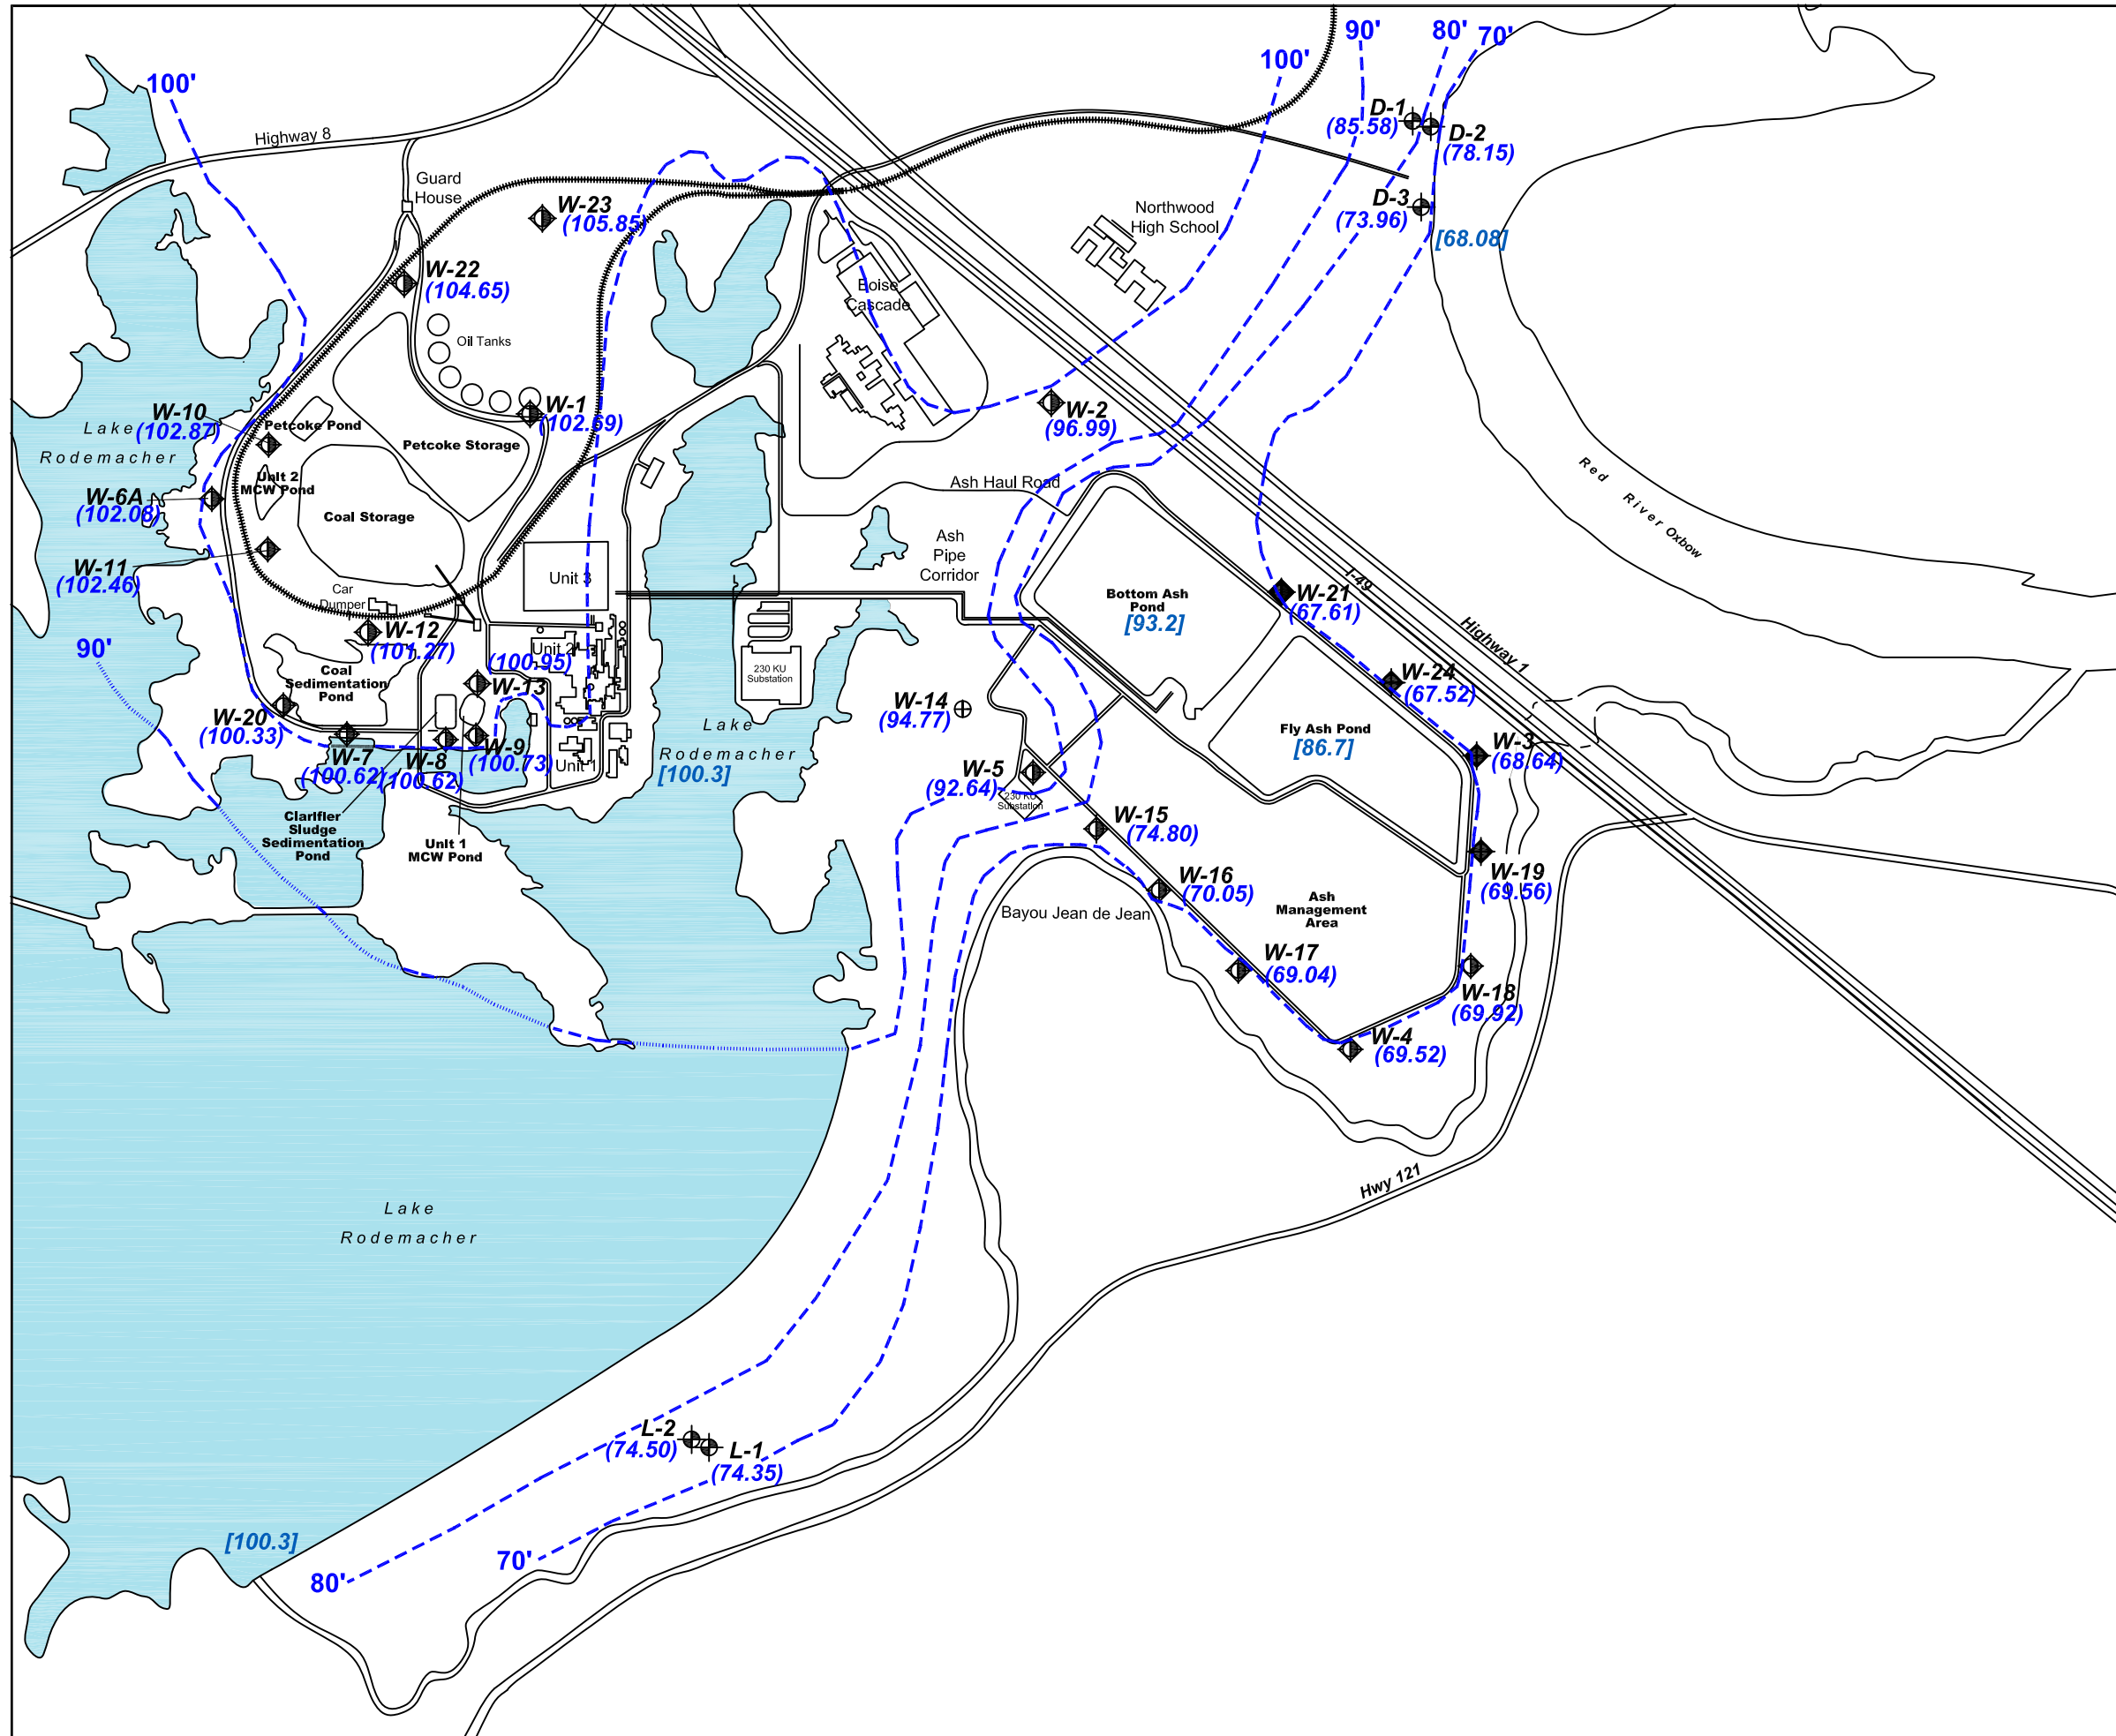 90'
80'
70'
100'
100'
D-1
(85.58)
D-2
(78.15)
Highway 8
Guard
House
W-23
(105.85)
D-3
(73.96)
[68.08]
Northwood
High School
W-22
(104.65)
Boise
Cascade
Oil Tanks
W-10
(102.87)
Lake
Rodemacher
Petcoke Pond
W-1
(102.69)
Petcoke Storage
W-2
(96.99)
Unit 2
MCW Pond
W-6A
(102.08)
Coal Storage
Ash Haul Road
Red River Oxbow
W-11
(102.46)
Car
Dumper
Unit 3
Ash
Pipe
Corridor
I-49
Highway 1
Bottom Ash
Pond
[93.2]
W-21
(67.61)
90'
W-12
(101.27)
Unit 2
(100.95)
W-13
Coal
Sedimentation
Pond
230 KU
Substation
W-24
(67.52)
W-20
(100.33)
W-14
(94.77)
Lake
Rodemacher
[100.3]
Fly Ash Pond
[86.7]
W-3
(68.64)
W-7
(100.62)
W-8
(100.62)
W-9
(100.73)
Unit 1
W-5
(92.64)
230 KU
Substation
Clarifier
Sludge
Sedimentation
Pond
Unit 1
MCW Pond
W-15
(74.80)
W-16
(70.05)
W-19
(69.56)
Bayou Jean de Jean
Ash
Management
Area
W-17
(69.04)
W-18
(69.92)
W-4
(69.52)
Hwy 121
Lake
Rodemacher
L-2
(74.50)
L-1
(74.35)
[100.3]
70'
80'